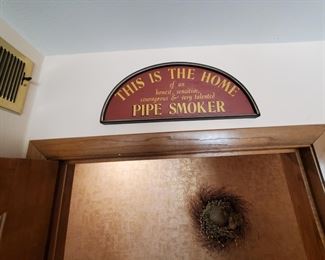 THIS IS THE HOME
of an
honest, sensitive,
courageous & very talented
PIPE SMOKER